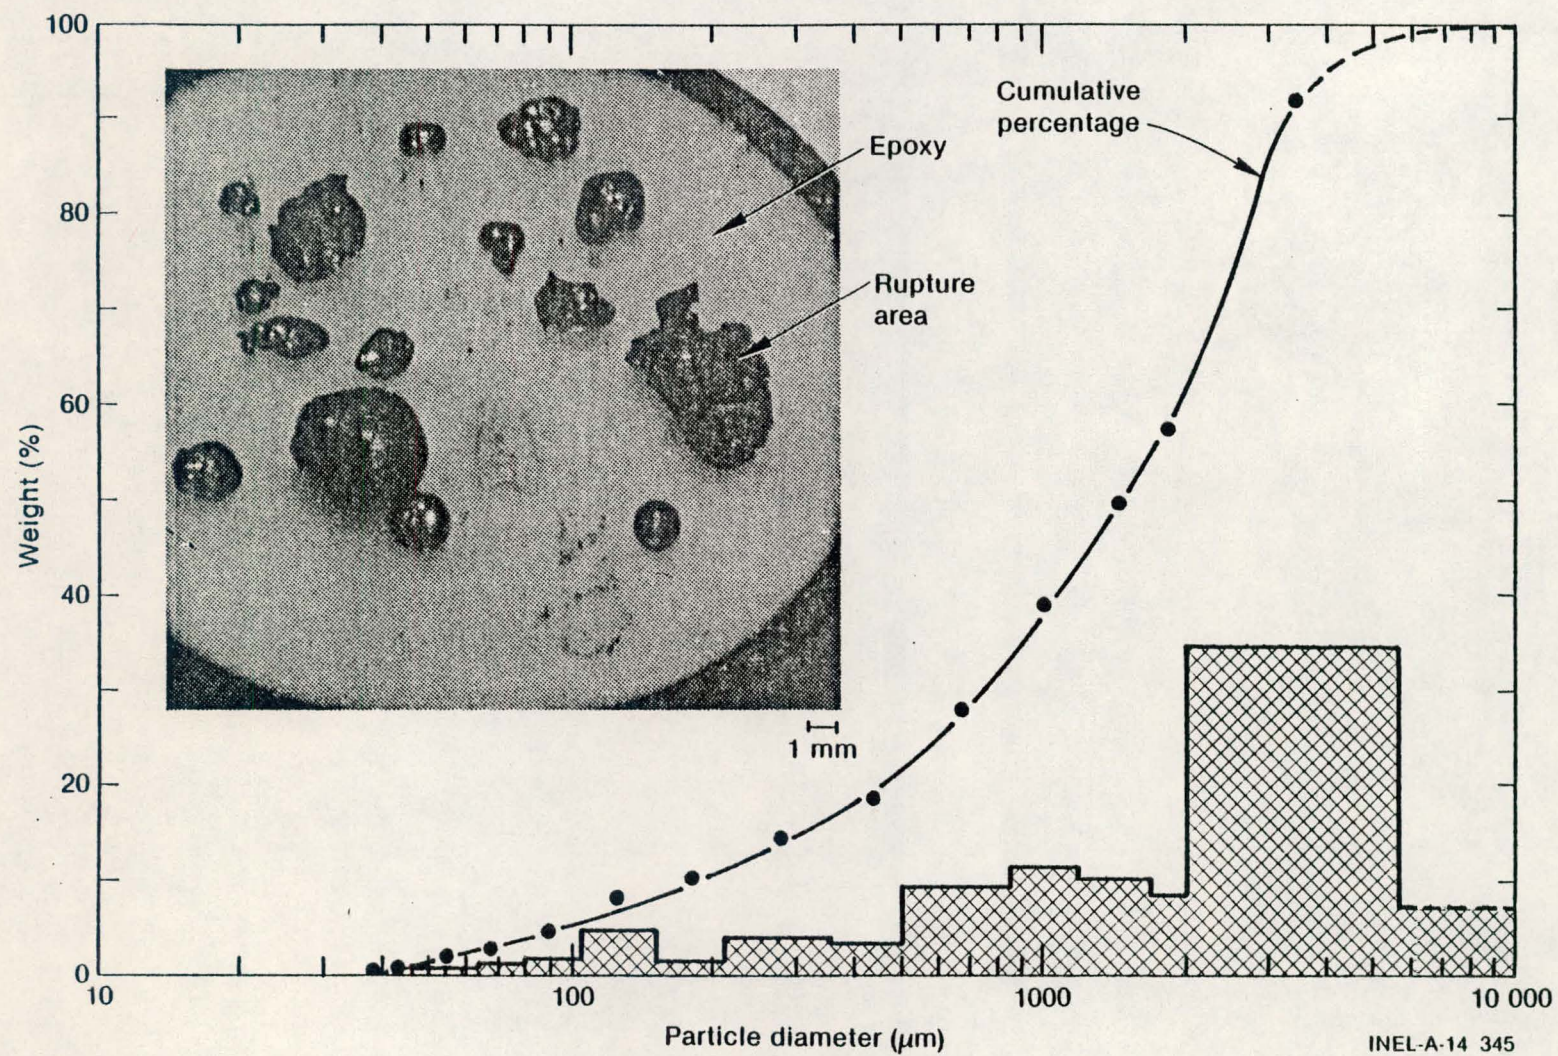 100
80
60
40
20
0
Weight (%)
Cumulative
percentage
Epoxy
Rupture
area
1 mm
10
100
1000
10 000
Particle diameter (μm)
INEL-A-14 345